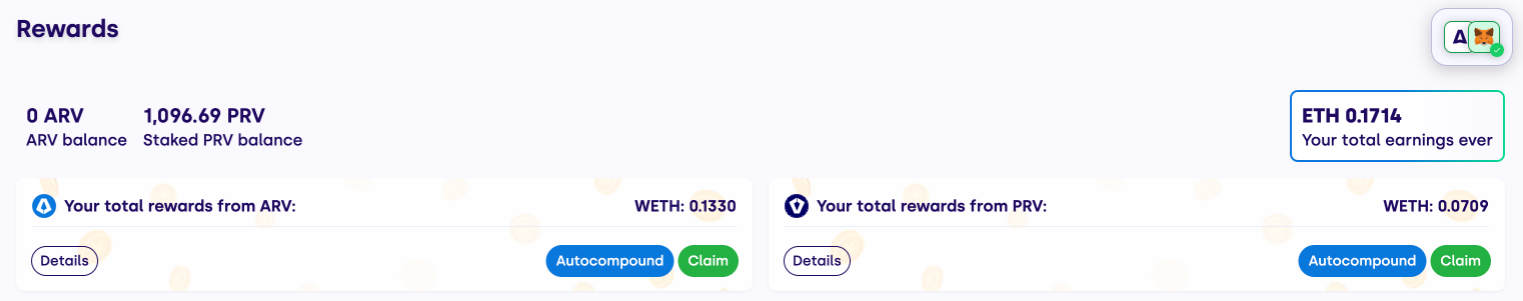 Rewards
A
0 ARV
ARV balance
1,096.69 PRV
Staked PRV balance
ETH 0.1714
Your total earnings ever
Your total rewards from ARV:
WETH: 0.1330
Details
Autocompound
Claim
Your total rewards from PRV:
WETH: 0.0709
Details
Autocompound
Claim